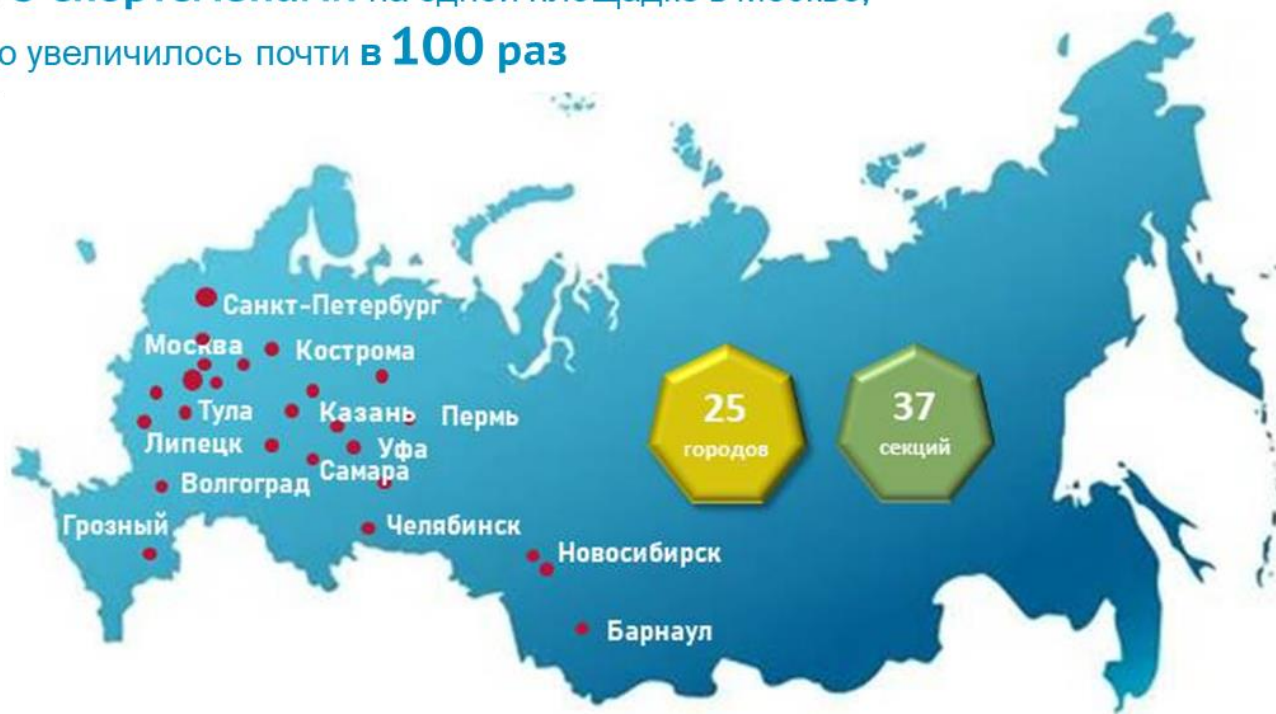 спортсменами на одной площадке в Москве,
о увеличилось почти в 100 раз
Санкт-Петербург
Москва
Кострома
Тула
Казань
Пермь
Липецк
Уфа
Самара
Волгоград
Грозный
Челябинск
Новосибирск
Барнаул
25
городов
37
секций